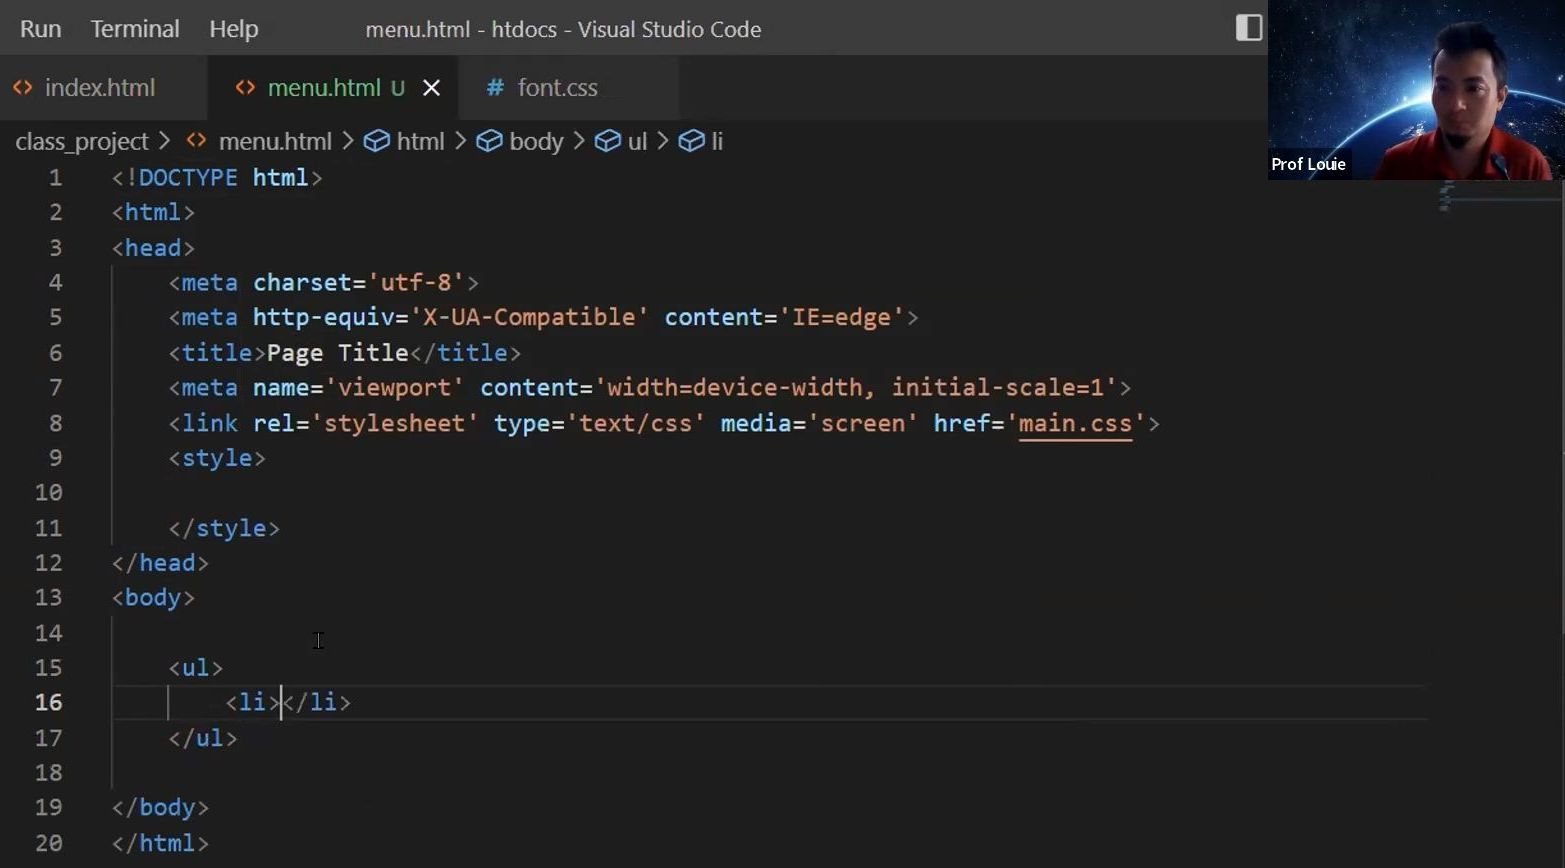 Run Terminal Help menu.html - htdocs - Visual Studio Code
index.html menu.html U font.css
class_project > menu.html > html > body > ul > li
Prof Louie
1 <!DOCTYPE html>
2 <html>
3 <head>
4 <meta charset='utf-8'>
5 <meta http-equiv='X-UA-Compatible' content='IE=edge'>
6 <title>Page Title</title>
7 <meta name='viewport' content='width=device-width, initial-scale=1'>
8 <link rel='stylesheet' type='text/css' media='screen' href='main.css'>
9 <style>
10
11 </style>
12 </head>
13 <body>
14
15 <ul>
16 <li></li>
17 </ul>
18
19 </body>
20 </html>